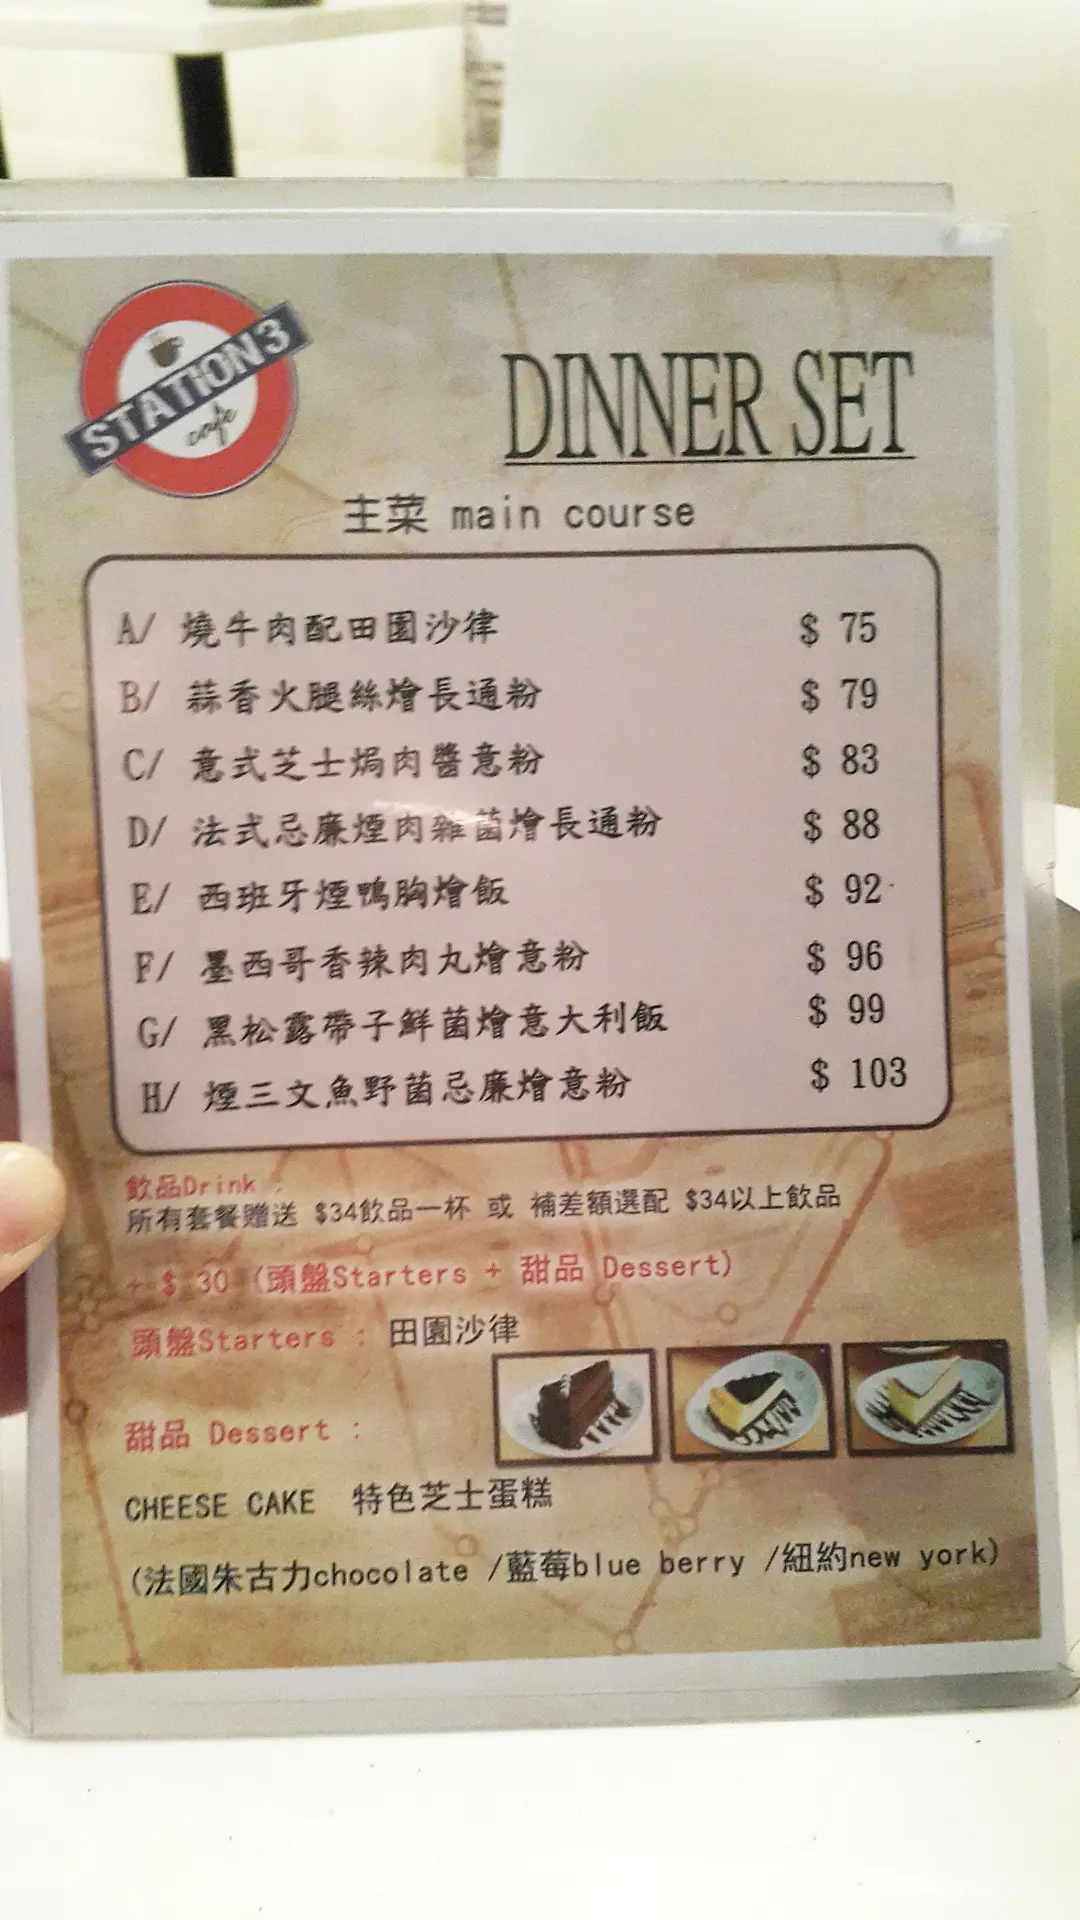 STATION3
cafe
DINNER SET
主菜 main course
A/ 燒牛肉配田園沙律 $ 75
B/ 蒜香火腿絲燴長通粉 $ 79
C/ 意式芝士焗肉醬意粉 $ 83
D/ 法式忌廉煙肉雜菌燴長通粉 $ 88
E/ 西班牙煙鴨胸燴飯 $ 92
F/ 墨西哥香辣肉丸燴意粉 $ 96
G/ 黑松露帶子鮮菌燴意大利飯 $ 99
H/ 煙三文魚野菌忌廉燴意粉 $ 103
飲品Drink :
所有套餐贈送 $34飲品一杯 或 補差額選配 $34以上飲品
+ $ 30 (頭盤Starters + 甜品 Dessert)
頭盤Starters : 田園沙律
甜品 Dessert :
CHEESE CAKE 特色芝士蛋糕
(法國朱古力chocolate /藍莓blue berry /紐約new york)